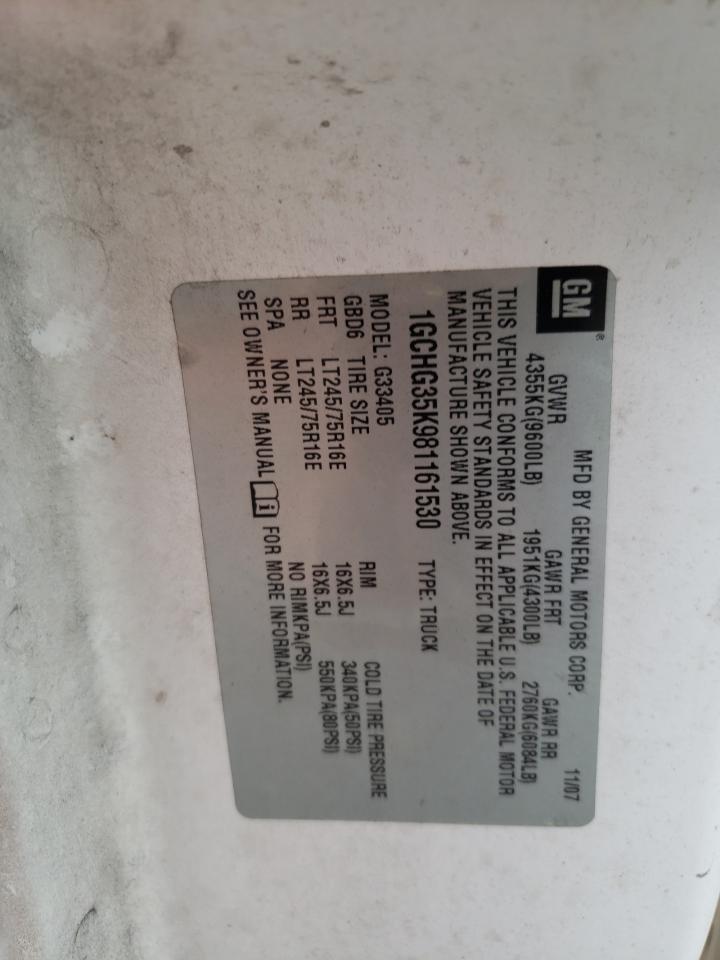 GM® MFD BY GENERAL MOTORS CORP. 11/07
GVWR GAWR FRT GAWR RR
4355KG(9600LB) 1951KG(4300LB) 2760KG(6084LB)
THIS VEHICLE CONFORMS TO ALL APPLICABLE U.S. FEDERAL MOTOR
VEHICLE SAFETY STANDARDS IN EFFECT ON THE DATE OF
MANUFACTURE SHOWN ABOVE.
1GCHG35K981161530 TYPE: TRUCK
MODEL: G33405
GBD6 TIRE SIZE RIM COLD TIRE PRESSURE
FRT LT245/75R16E 16X6.5J 340KPA(50PSI)
RR LT245/75R16E 16X6.5J 550KPA(80PSI)
SPA NONE NO RIMKPA(PSI)
SEE OWNER'S MANUAL i FOR MORE INFORMATION.